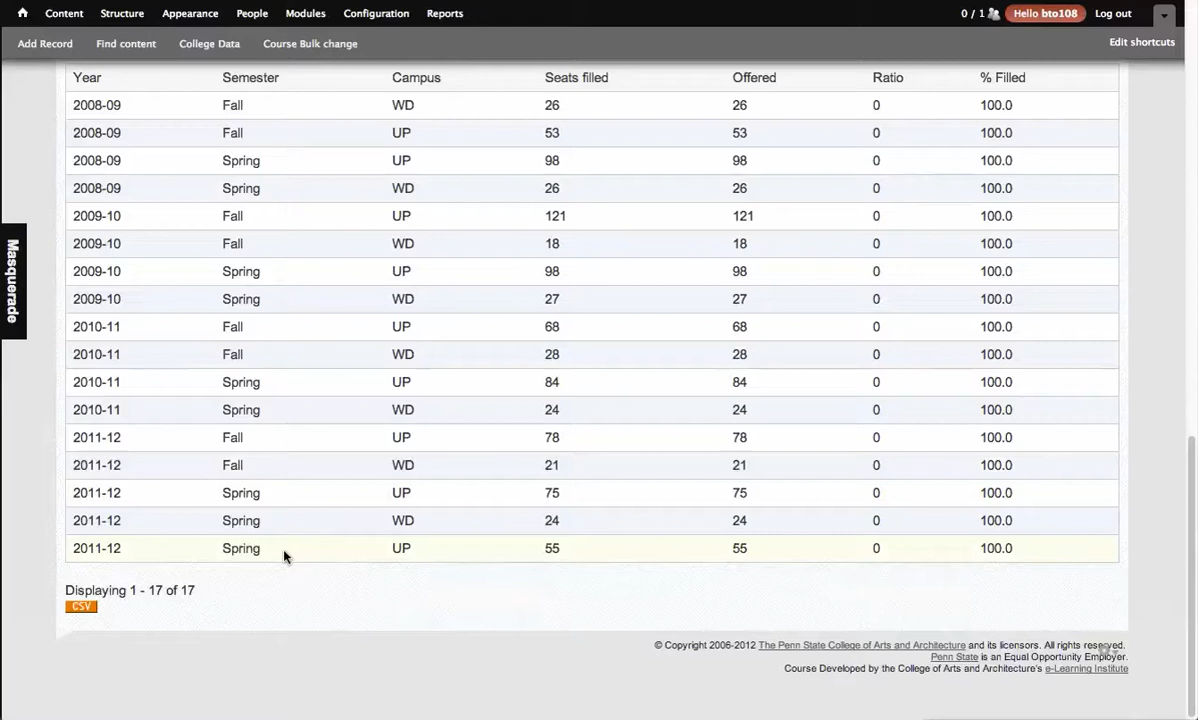 Content Structure Appearance People Modules Configuration Reports 0 / 1 Hello bto108 Log out
Add Record Find content College Data Course Bulk change Edit shortcuts
Year Semester Campus Seats filled Offered Ratio % Filled
2008-09 Fall WD 26 26 0 100.0
2008-09 Fall UP 53 53 0 100.0
2008-09 Spring UP 98 98 0 100.0
2008-09 Spring WD 26 26 0 100.0
2009-10 Fall UP 121 121 0 100.0
2009-10 Fall WD 18 18 0 100.0
2009-10 Spring UP 98 98 0 100.0
2009-10 Spring WD 27 27 0 100.0
2010-11 Fall UP 68 68 0 100.0
2010-11 Fall WD 28 28 0 100.0
2010-11 Spring UP 84 84 0 100.0
2010-11 Spring WD 24 24 0 100.0
2011-12 Fall UP 78 78 0 100.0
2011-12 Fall WD 21 21 0 100.0
2011-12 Spring UP 75 75 0 100.0
2011-12 Spring WD 24 24 0 100.0
2011-12 Spring UP 55 55 0 100.0
Masquerade
Displaying 1 - 17 of 17
CSV
© Copyright 2006-2012 The Penn State College of Arts and Architecture and its licensors. All rights reserved.
Penn State is an Equal Opportunity Employer.
Course Developed by the College of Arts and Architecture's e-Learning Institute